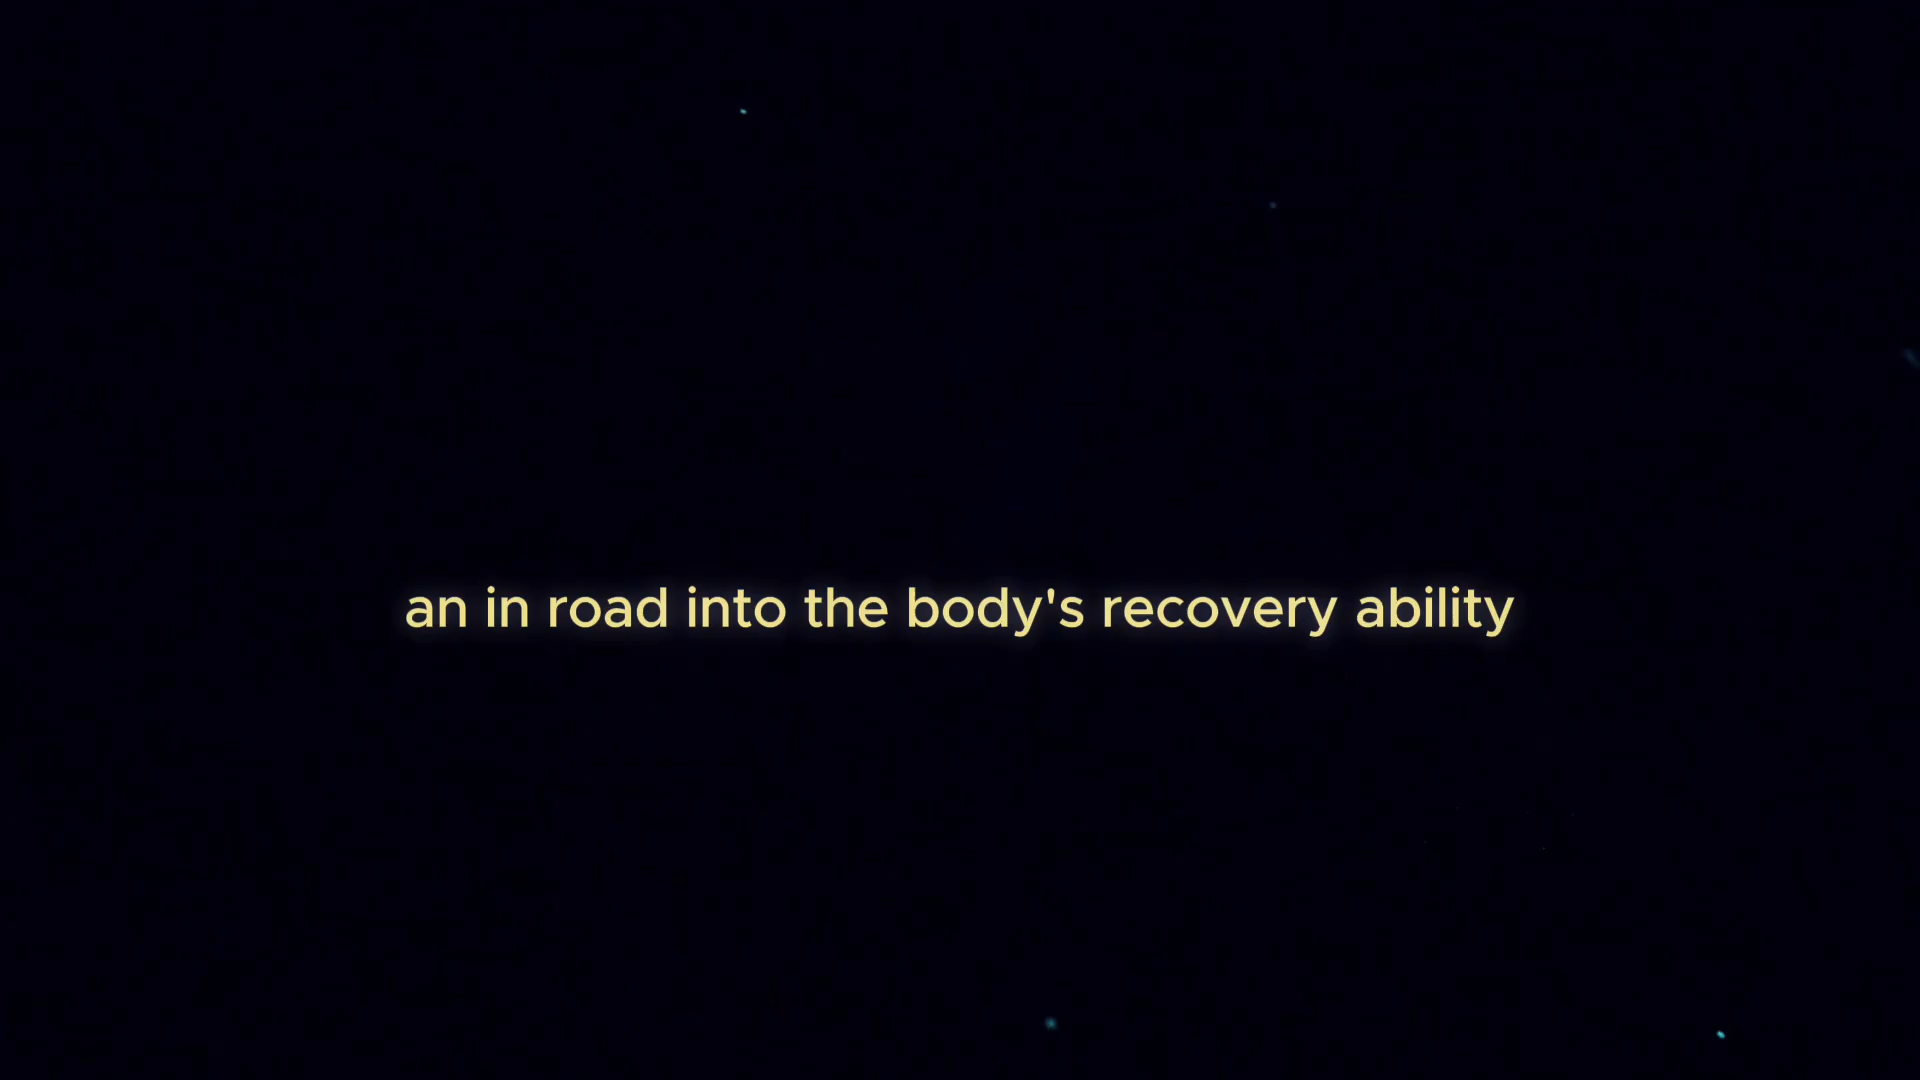 an in road into the body's recovery ability